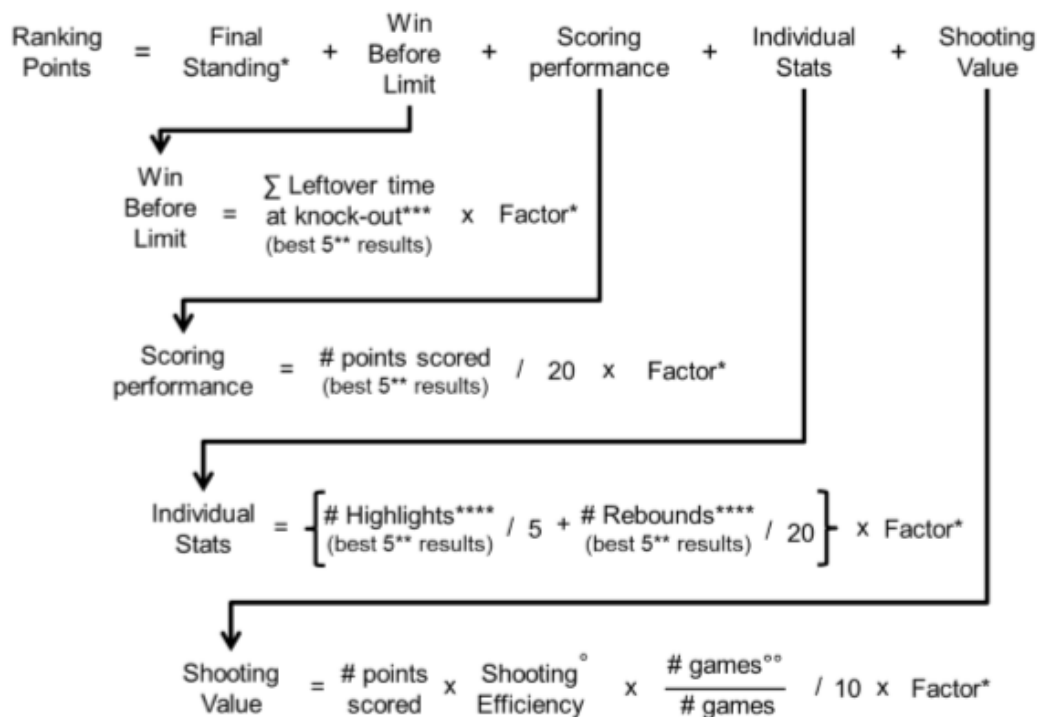 Ranking Points = Final Standing* + Win Before Limit + Scoring performance + Individual Stats + Shooting Value
Win Before Limit = ∑ Leftover time at knock-out*** (best 5** results) x Factor*
Scoring performance = # points scored (best 5** results) / 20 x Factor*
Individual Stats = { # Highlights**** (best 5** results) / 5 + # Rebounds**** (best 5** results) / 20 } x Factor*
Shooting Value = # points scored x Shooting° Efficiency x # games°° / # games / 10 x Factor*